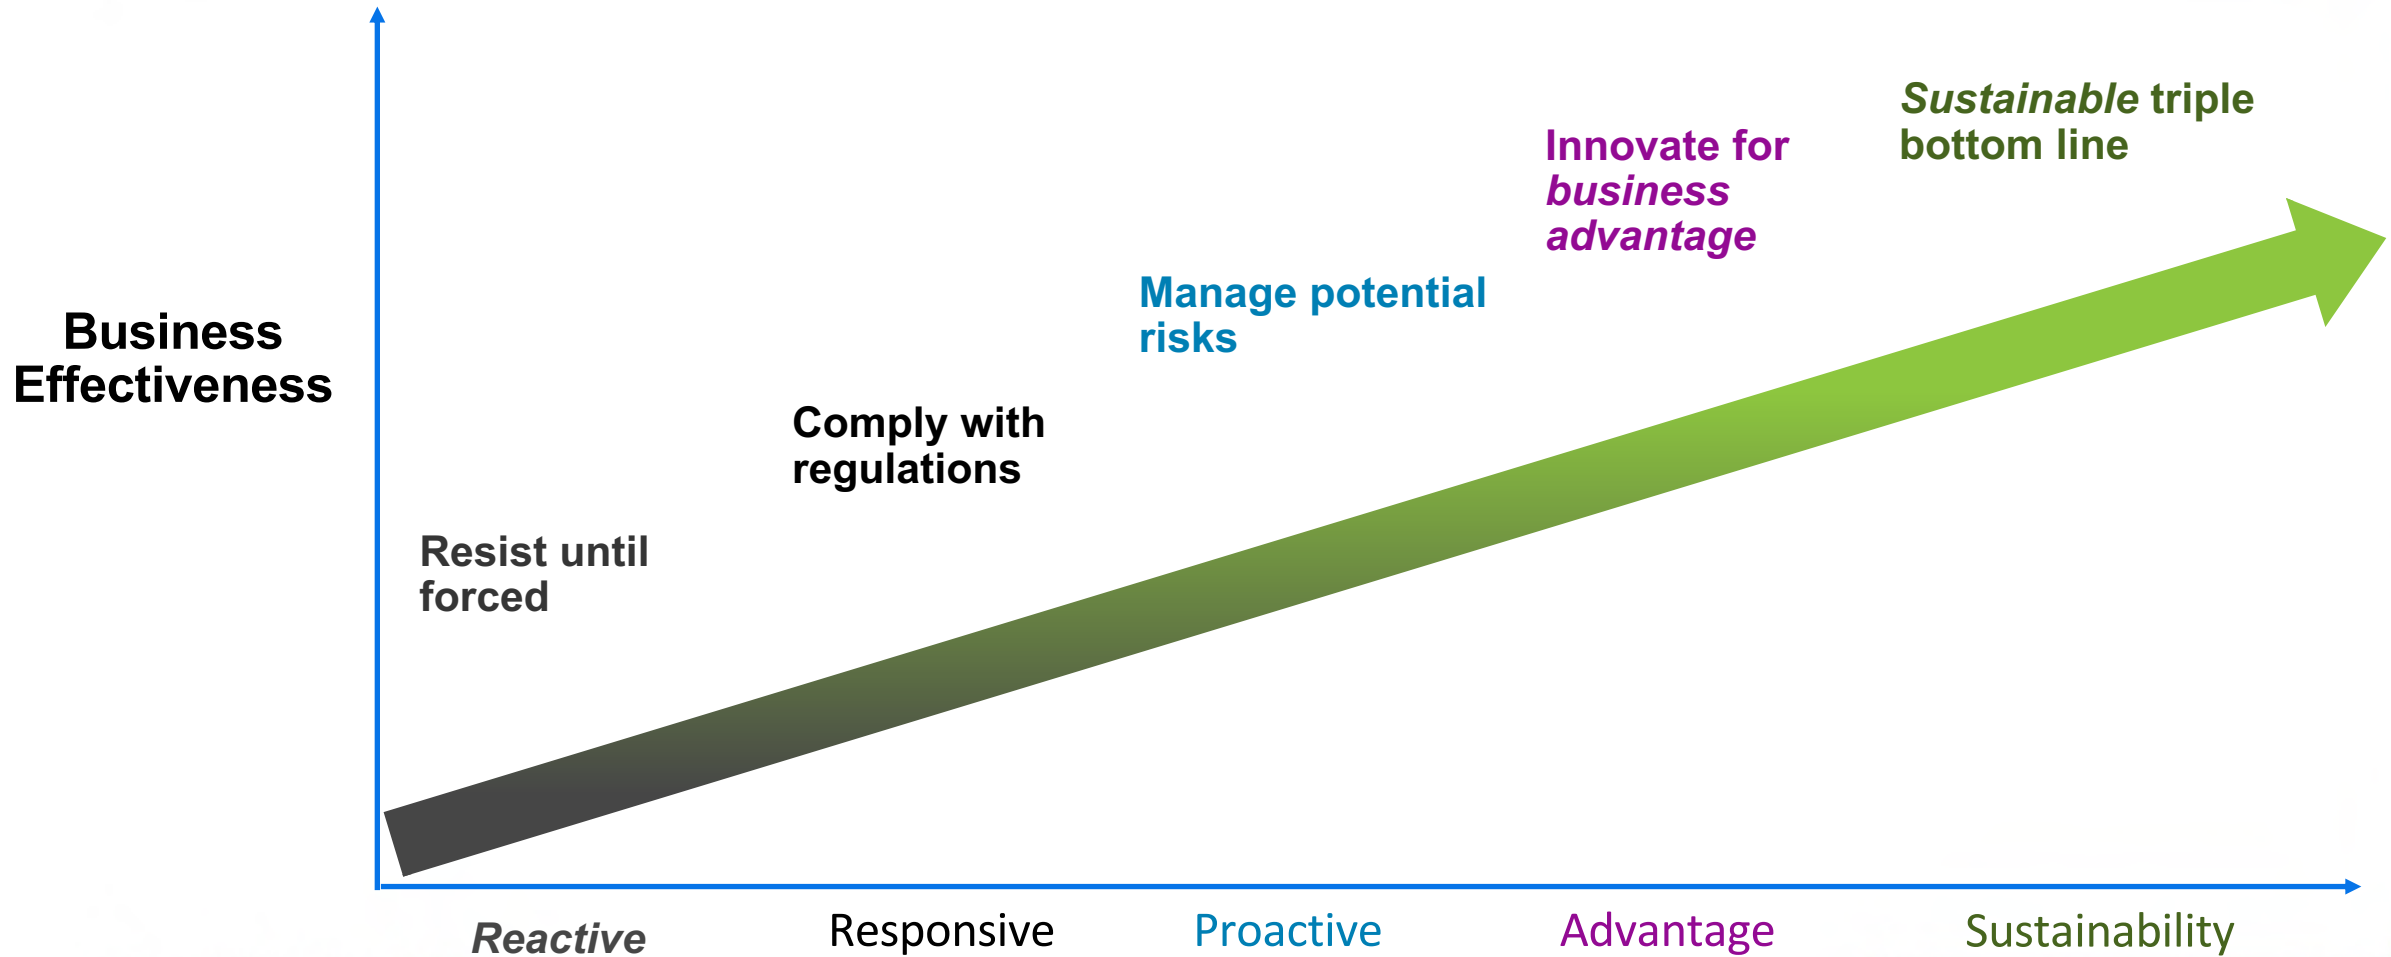 Sustainable triple
bottom line
Innovate for
business
advantage
Manage potential
risks
Business
Effectiveness
Comply with
regulations
Resist until
forced
Reactive
Responsive
Proactive
Advantage
Sustainability